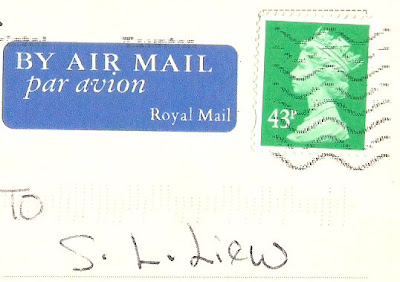 BY AIR MAIL
par avion
Royal Mail
43P
TO
S. L. Liew